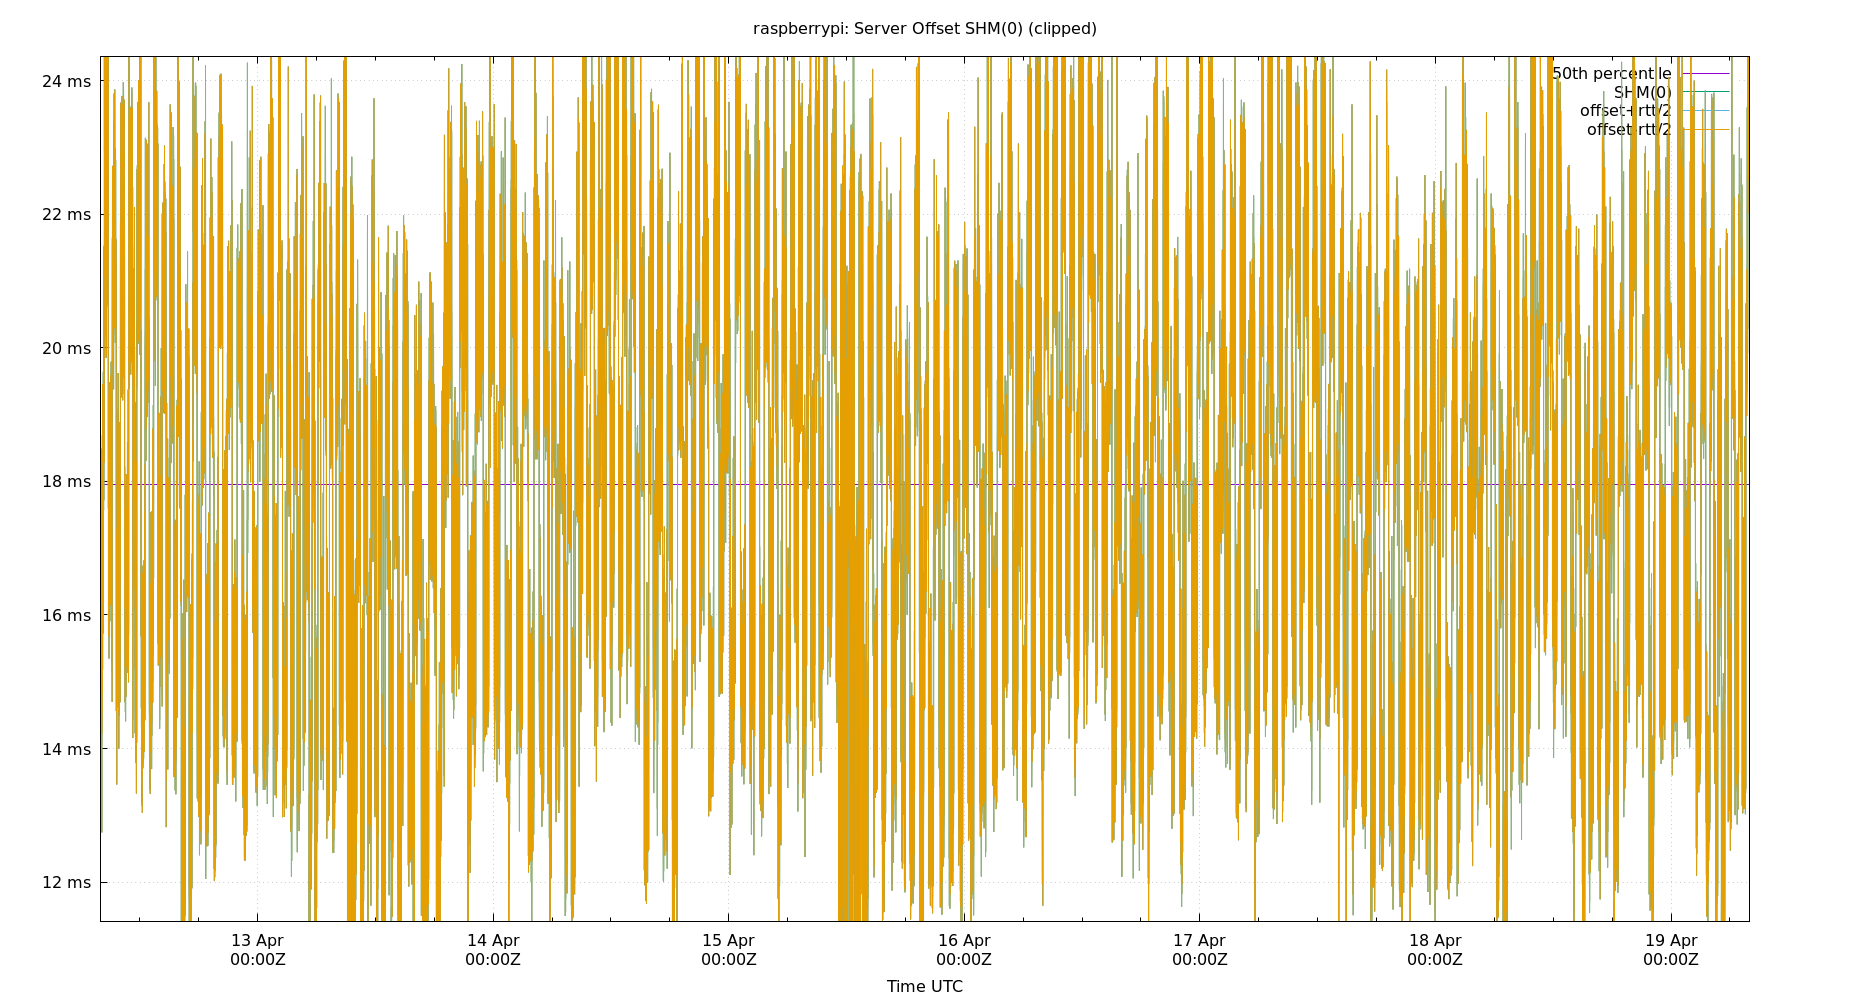 raspberrypi: Server Offset SHM(0) (clipped)
24 ms
22 ms
20 ms
18 ms
16 ms
14 ms
12 ms
50th percentile
SHM(0)
offset+rtt/2
offset-rtt/2
13 Apr
00:00Z
14 Apr
00:00Z
15 Apr
00:00Z
16 Apr
00:00Z
17 Apr
00:00Z
18 Apr
00:00Z
19 Apr
00:00Z
Time UTC